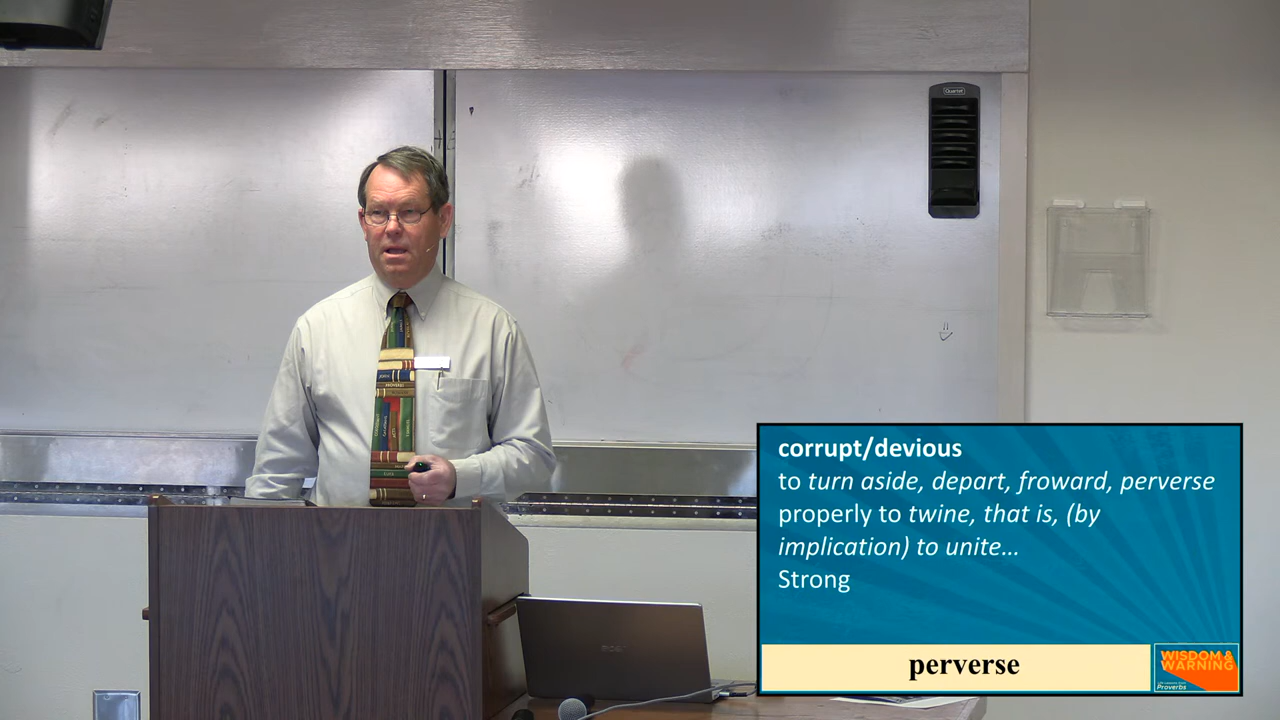 Quartet
corrupt/devious
to turn aside, depart, froward, perverse
properly to twine, that is, (by
implication) to unite…
Strong
perverse
WISDOM &
WARNING
Proverbs